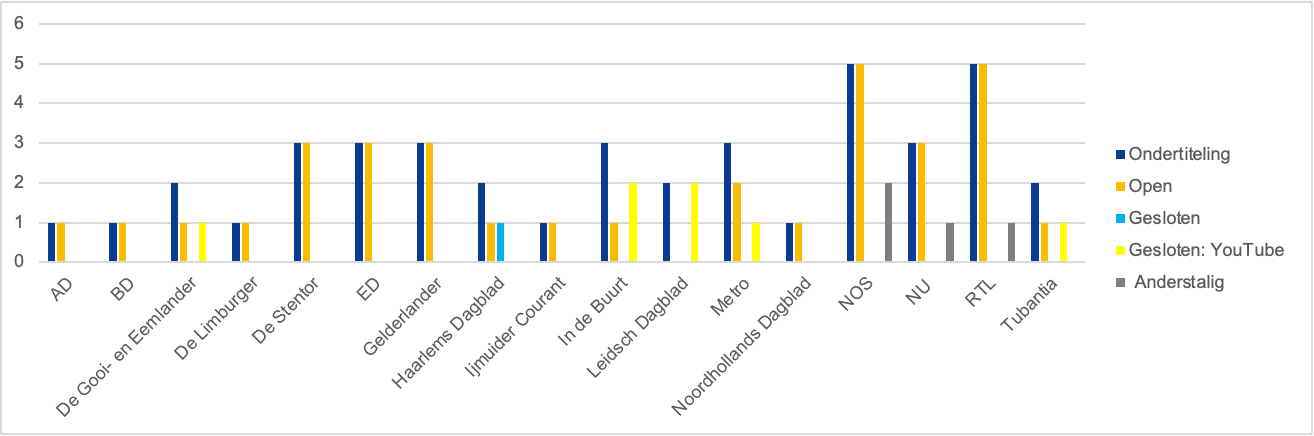 6
5
4
3
2
1
0
AD
BD
De Gooi- en Eemlander
De Limburger
De Stentor
ED
Gelderlander
Haarlems Dagblad
Ijmuider Courant
In de Buurt
Leidsch Dagblad
Metro
Noordhollands Dagblad
NOS
NU
RTL
Tubantia
Ondertiteling
Open
Gesloten
Gesloten: YouTube
Anderstalig